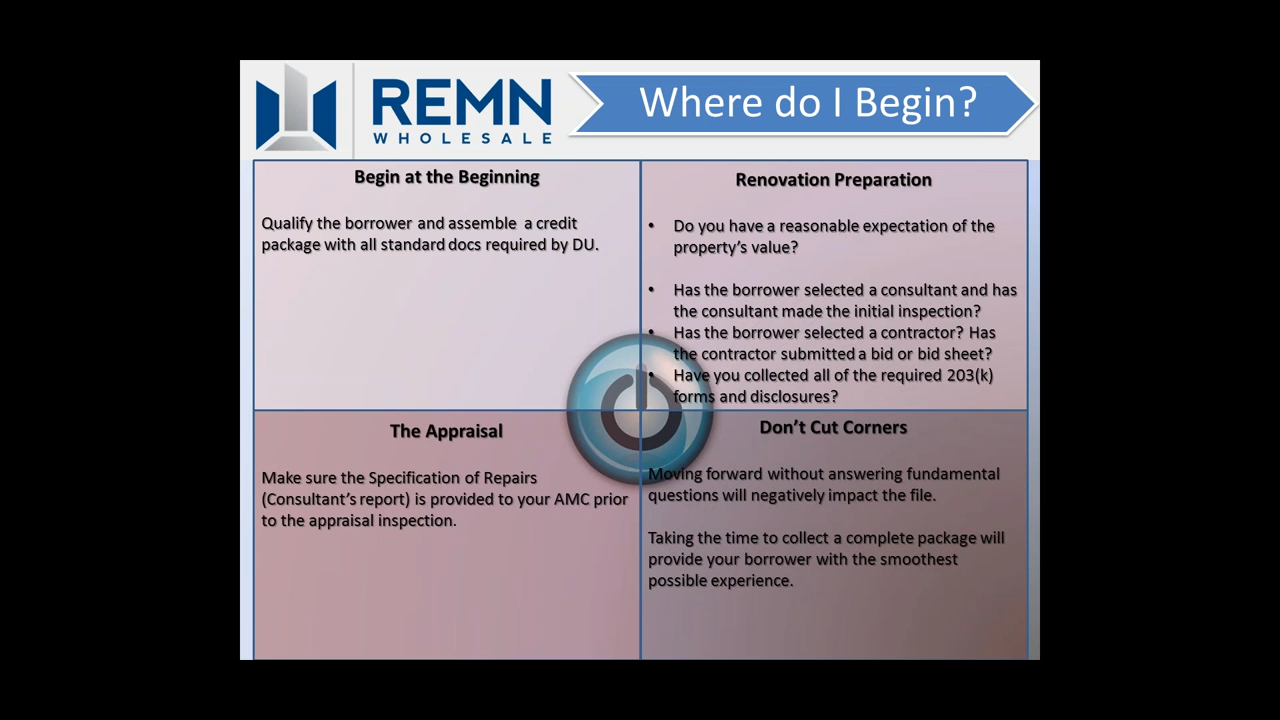 REMN
WHOLESALE
Where do I Begin?
Begin at the Beginning
Qualify the borrower and assemble a credit
package with all standard docs required by DU.
Renovation Preparation
• Do you have a reasonable expectation of the
property’s value?
• Has the borrower selected a consultant and has
the consultant made the initial inspection?
• Has the borrower selected a contractor? Has
the contractor submitted a bid or bid sheet?
• Have you collected all of the required 203(k)
forms and disclosures?
The Appraisal
Make sure the Specification of Repairs
(Consultant’s report) is provided to your AMC prior
to the appraisal inspection.
Don’t Cut Corners
Moving forward without answering fundamental
questions will negatively impact the file.
Taking the time to collect a complete package will
provide your borrower with the smoothest
possible experience.